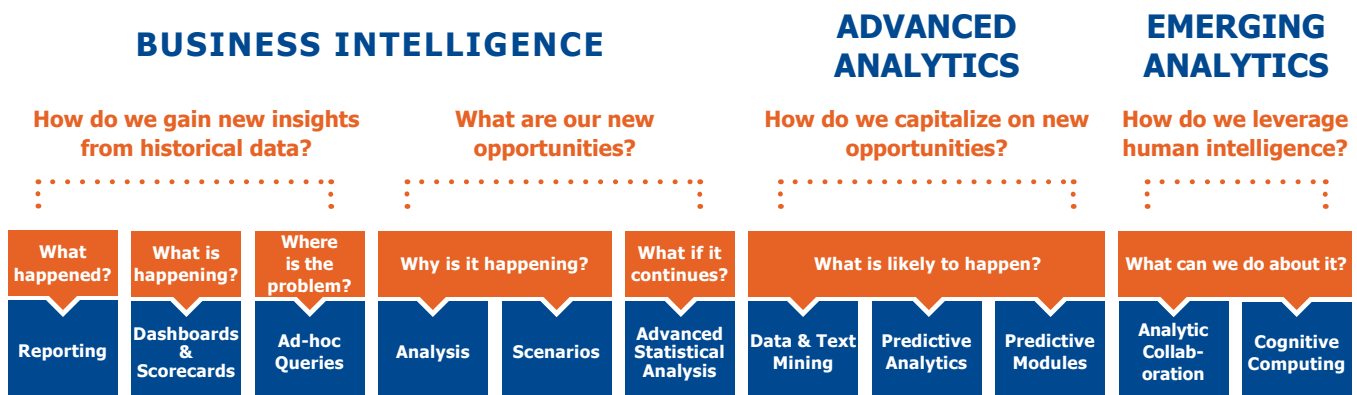 BUSINESS INTELLIGENCE
ADVANCED
ANALYTICS
EMERGING
ANALYTICS
How do we gain new insights
from historical data?
What are our new
opportunities?
How do we capitalize on new
opportunities?
How do we leverage
human intelligence?
What
happened?
What is
happening?
Where
is the
problem?
Why is it happening?
What if it
continues?
What is likely to happen?
What can we do about it?
Reporting
Dashboards
&
Scorecards
Ad-hoc
Queries
Analysis
Scenarios
Advanced
Statistical
Analysis
Data & Text
Mining
Predictive
Analytics
Predictive
Modules
Analytic
Collab-
oration
Cognitive
Computing